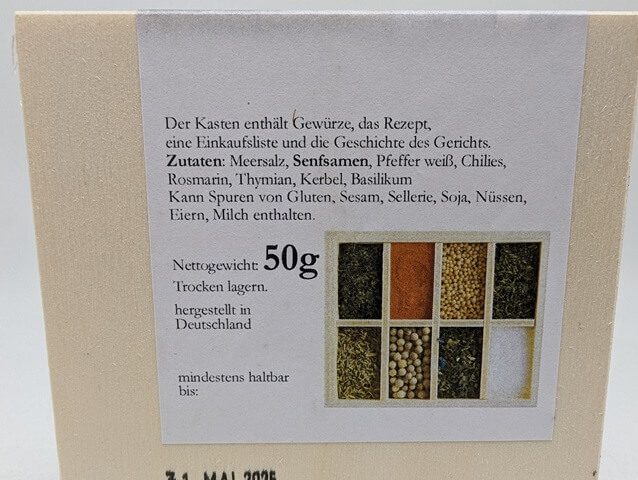 Der Kasten enthält Gewürze, das Rezept,
eine Einkaufsliste und die Geschichte des Gerichts.
Zutaten: Meersalz, Senfsamen, Pfeffer weiß, Chilies,
Rosmarin, Thymian, Kerbel, Basilikum
Kann Spuren von Gluten, Sesam, Sellerie, Soja, Nüssen,
Eiern, Milch enthalten.
Nettogewicht: 50g
Trocken lagern.
hergestellt in
Deutschland
mindestens haltbar
bis:
MAI